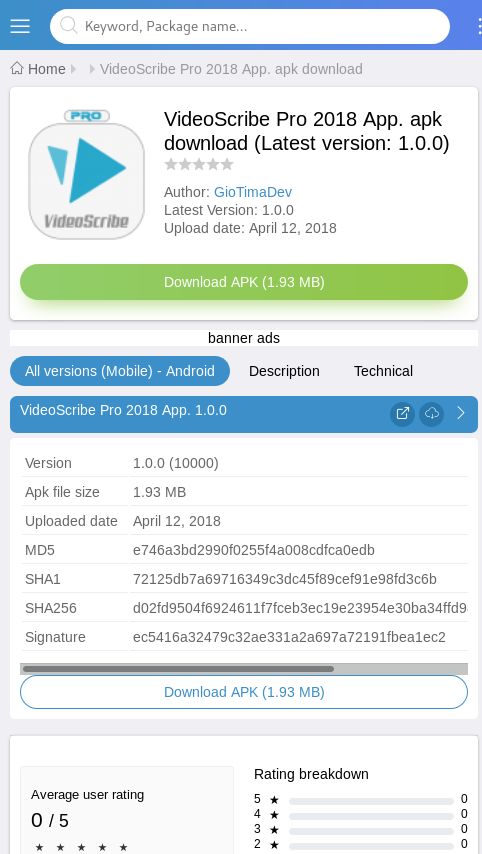 Keyword, Package name...
Home VideoScribe Pro 2018 App. apk download
PRO
VideoScribe
VideoScribe Pro 2018 App. apk
download (Latest version: 1.0.0)
Author: GioTimaDev
Latest Version: 1.0.0
Upload date: April 12, 2018
Download APK (1.93 MB)
banner ads
All versions (Mobile) - Android Description Technical
VideoScribe Pro 2018 App. 1.0.0
Version 1.0.0 (10000)
Apk file size 1.93 MB
Uploaded date April 12, 2018
MD5 e746a3bd2990f0255f4a008cdfca0edb
SHA1 72125db7a69716349c3dc45f89cef91e98fd3c6b
SHA256 d02fd9504f6924611f7fceb3ec19e23954e30ba34ffd9
Signature ec5416a32479c32ae331a2a697a72191fbea1ec2
Download APK (1.93 MB)
Rating breakdown
Average user rating
0 / 5
5 ★ 0
4 ★ 0
3 ★ 0
2 ★ 0
★ ★ ★ ★ ★